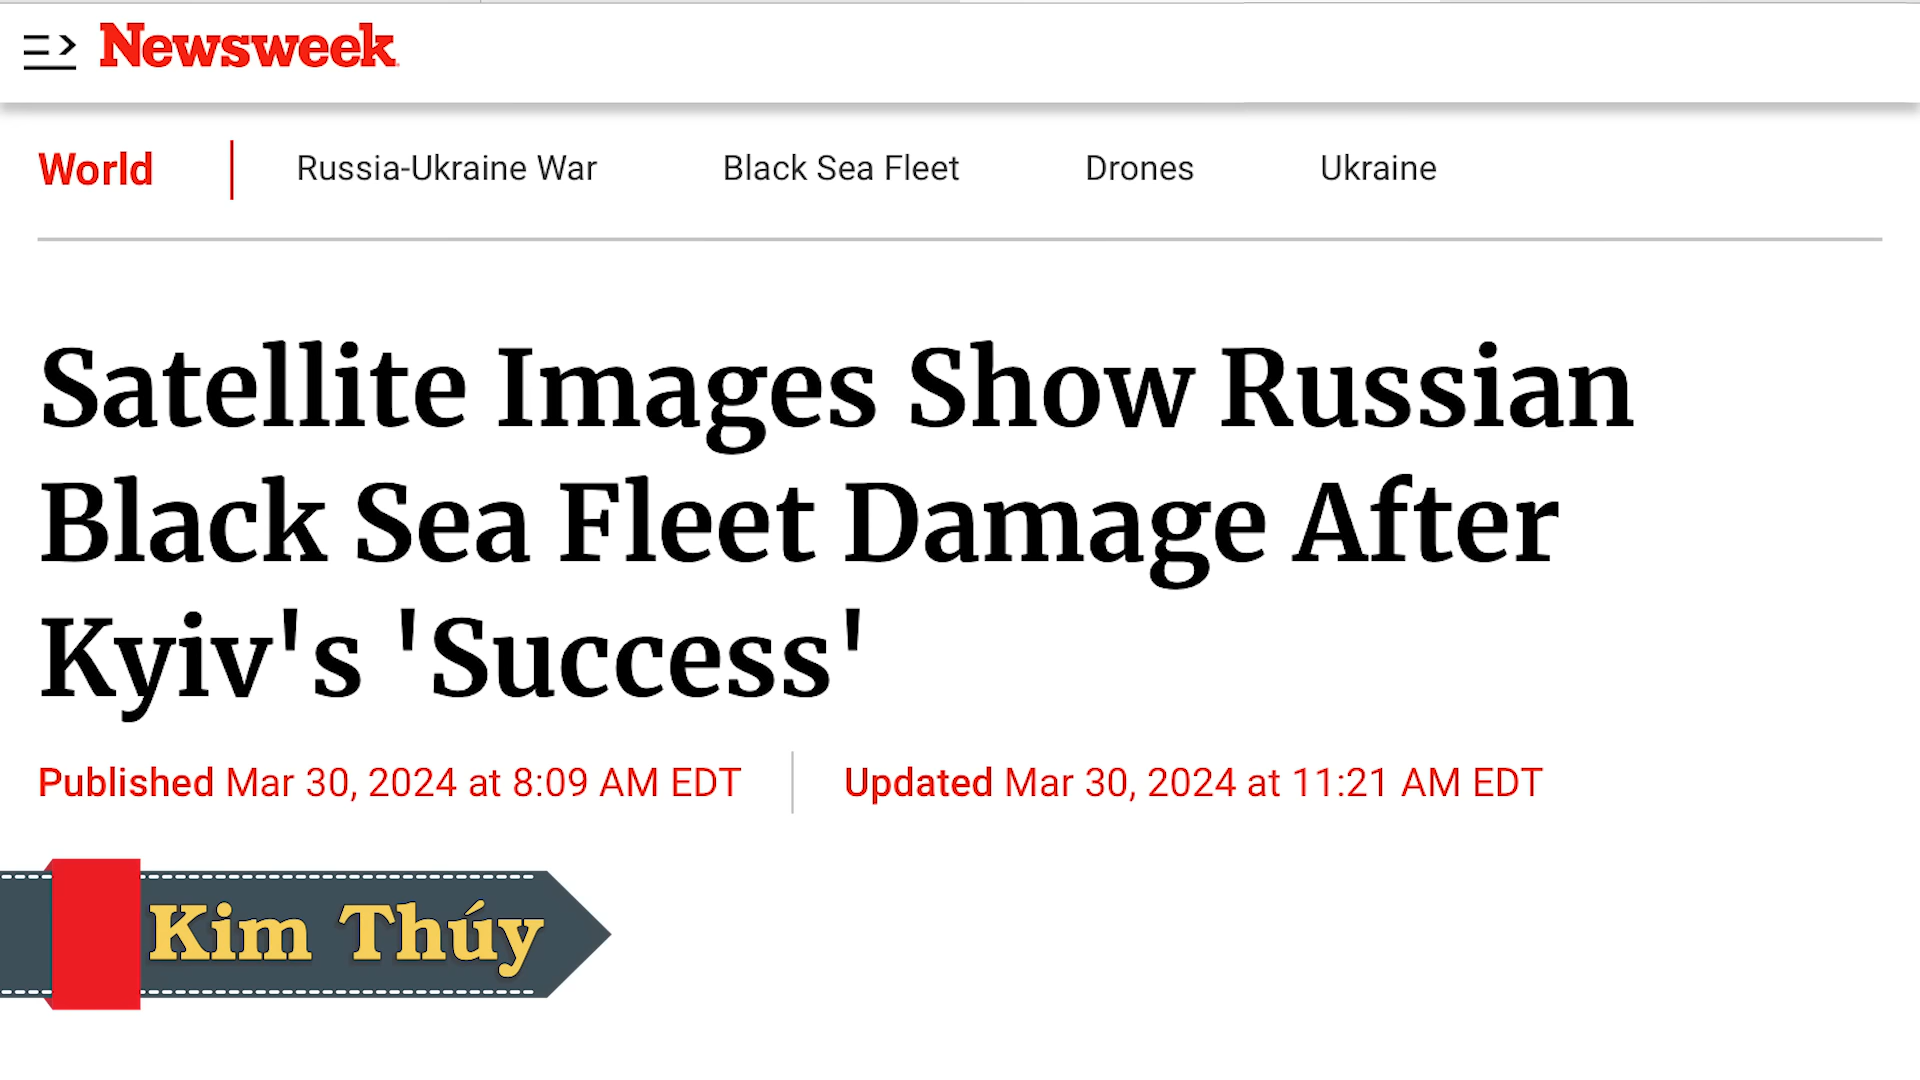 Newsweek
World Russia-Ukraine War Black Sea Fleet Drones Ukraine
Satellite Images Show Russian
Black Sea Fleet Damage After
Kyiv's 'Success'
Published Mar 30, 2024 at 8:09 AM EDT Updated Mar 30, 2024 at 11:21 AM EDT
Kim Thúy